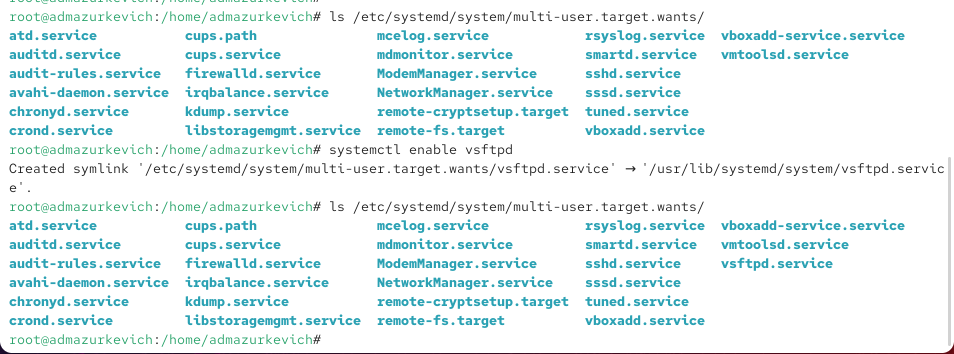 root@admazurkevich:/home/admazurkevich# ls /etc/systemd/system/multi-user.target.wants/
atd.service cups.path mcelog.service rsyslog.service vboxadd-service.service
auditd.service cups.service mdmonitor.service smartd.service vmtoolsd.service
audit-rules.service firewalld.service ModemManager.service sshd.service
avahi-daemon.service irqbalance.service NetworkManager.service sssd.service
chronyd.service kdump.service remote-cryptsetup.target tuned.service
crond.service libstoragemgmt.service remote-fs.target vboxadd.service
root@admazurkevich:/home/admazurkevich# systemctl enable vsftpd
Created symlink '/etc/systemd/system/multi-user.target.wants/vsftpd.service' → '/usr/lib/systemd/system/vsftpd.servic
e'.
root@admazurkevich:/home/admazurkevich# ls /etc/systemd/system/multi-user.target.wants/
atd.service cups.path mcelog.service rsyslog.service vboxadd-service.service
auditd.service cups.service mdmonitor.service smartd.service vmtoolsd.service
audit-rules.service firewalld.service ModemManager.service sshd.service vsftpd.service
avahi-daemon.service irqbalance.service NetworkManager.service sssd.service
chronyd.service kdump.service remote-cryptsetup.target tuned.service
crond.service libstoragemgmt.service remote-fs.target vboxadd.service
root@admazurkevich:/home/admazurkevich#